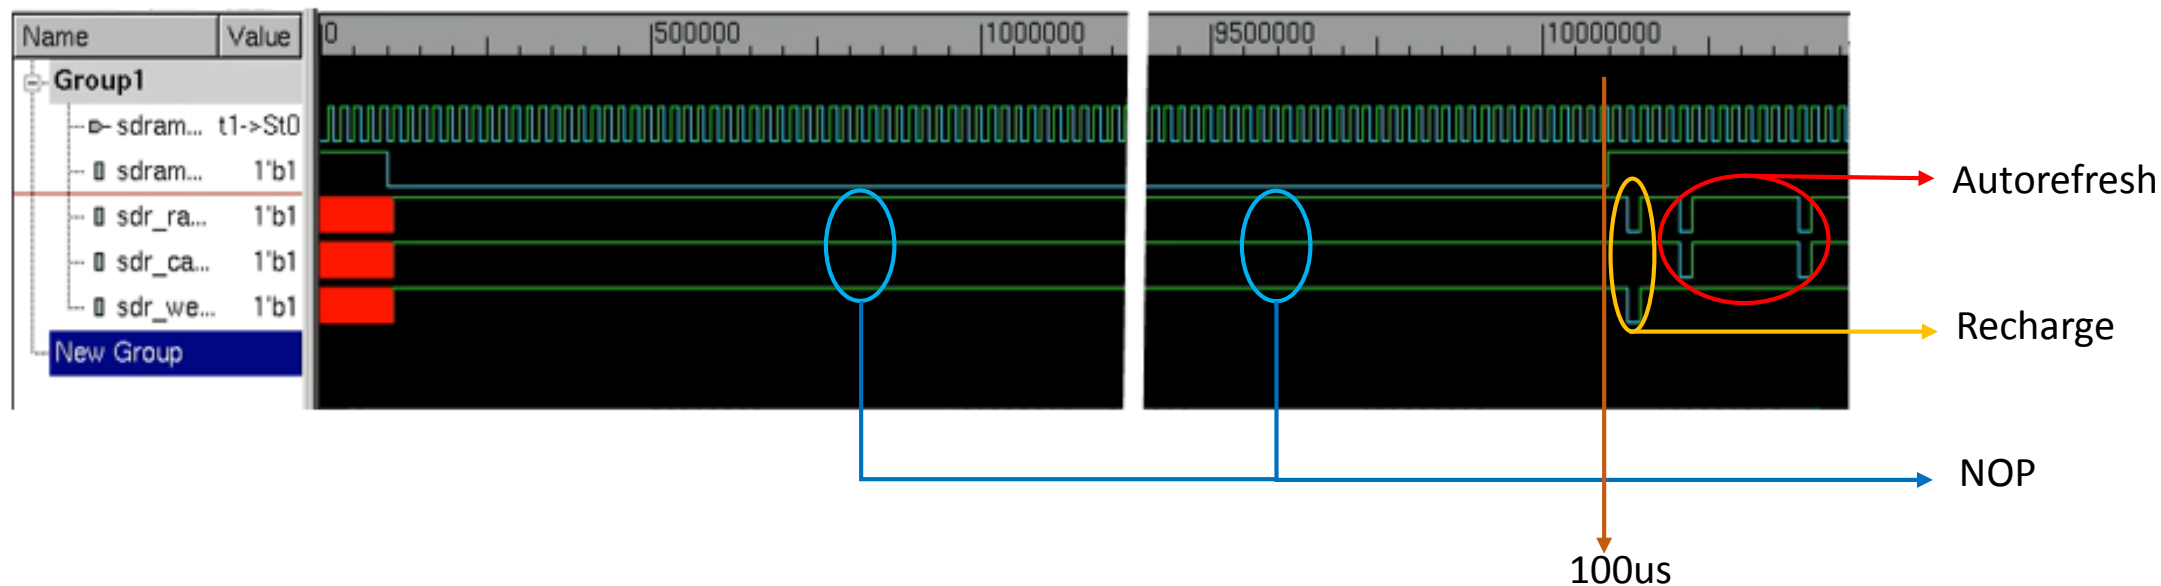 Name Value 0 500000 1000000 9500000 10000000
Group1
sdram... t1->St0
sdram... 1'b1
sdr_ra... 1'b1
sdr_ca... 1'b1
sdr_we... 1'b1
New Group
Autorefresh
Recharge
NOP
100us